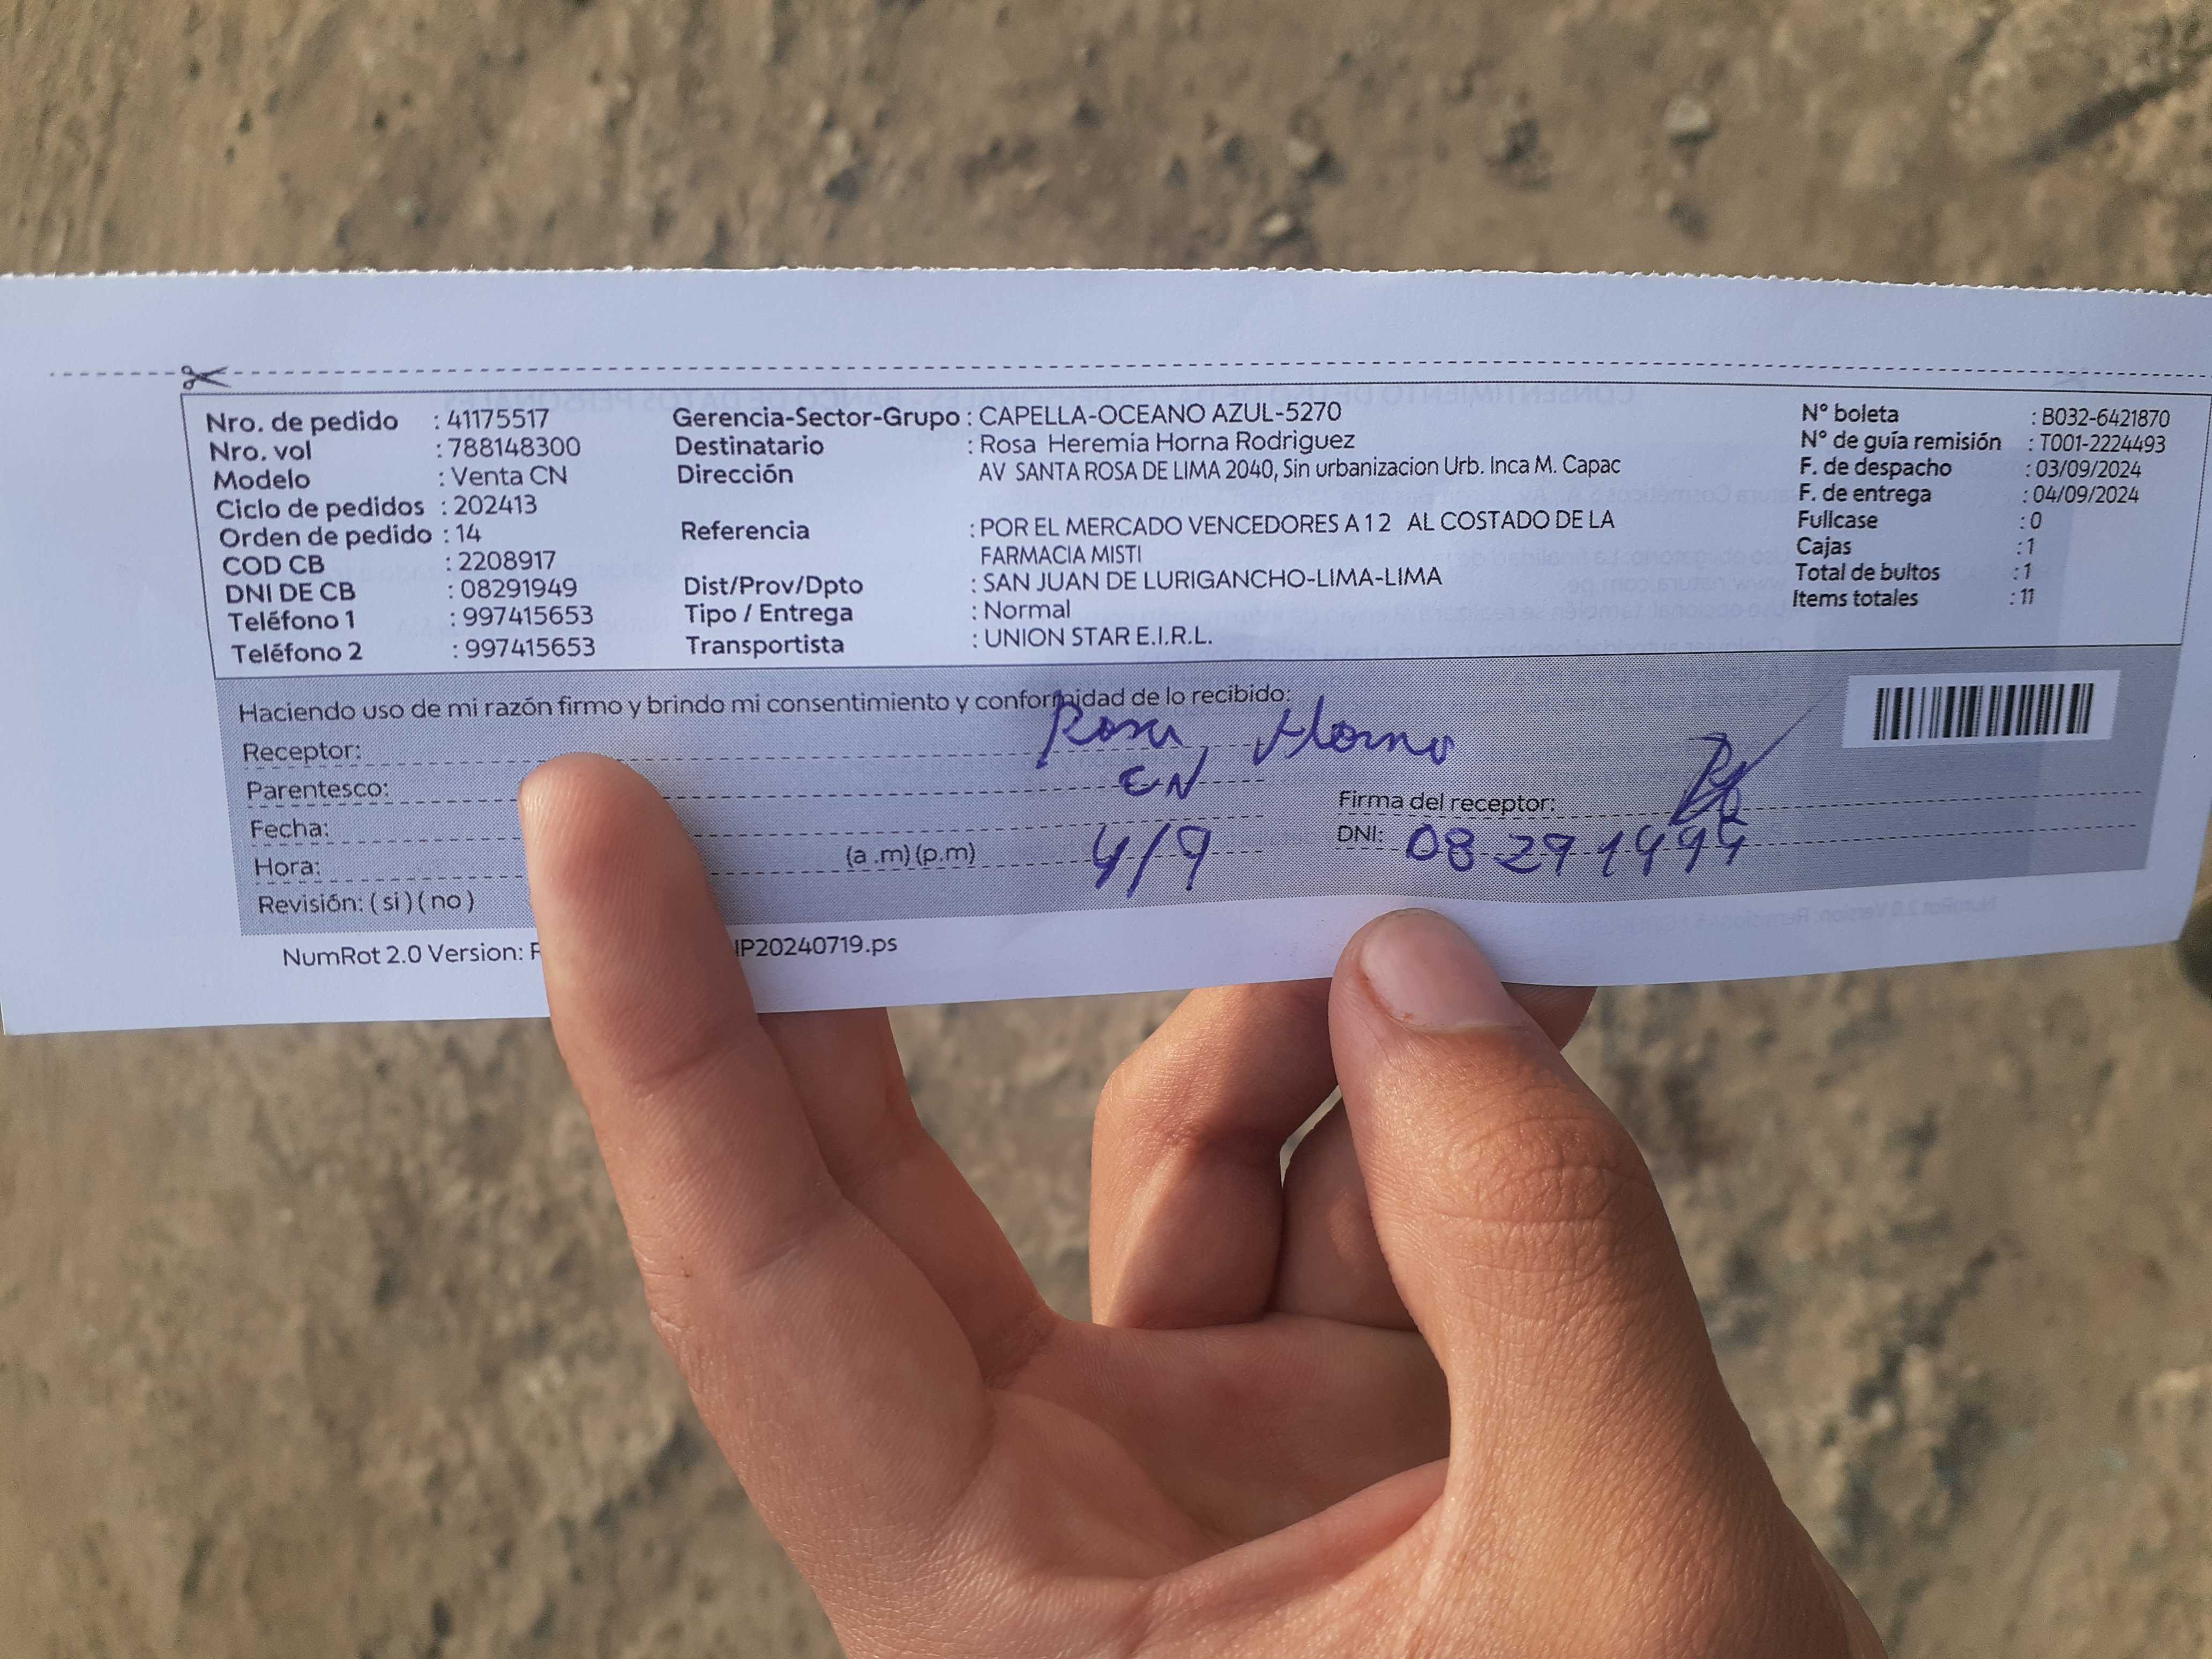 Nro. de pedido : 41175517
Nro. vol : 788148300
Modelo : Venta CN
Ciclo de pedidos : 202413
Orden de pedido : 14
COD CB : 2208917
DNI DE CB : 08291949
Teléfono 1 : 997415653
Teléfono 2 : 997415653
Gerencia-Sector-Grupo : CAPELLA-OCEANO AZUL-5270
Destinatario : Rosa Heremia Horna Rodriguez
Dirección AV SANTA ROSA DE LIMA 2040, Sin urbanizacion Urb. Inca M. Capac
Referencia : POR EL MERCADO VENCEDORES A 1 2 AL COSTADO DE LA
FARMACIA MISTI
Dist/Prov/Dpto : SAN JUAN DE LURIGANCHO-LIMA-LIMA
Tipo / Entrega : Normal
Transportista : UNION STAR E.I.R.L.
N° boleta : B032-6421870
N° de guía remisión : T001-2224493
F. de despacho : 03/09/2024
F. de entrega : 04/09/2024
Fullcase : 0
Cajas : 1
Total de bultos : 1
Items totales : 11
Haciendo uso de mi razón firmo y brindo mi consentimiento y conformidad de lo recibido:
Receptor: Rosa Horna
Parentesco: CN
Fecha: 4/9
Hora: (a .m) (p.m)
Revisión: ( si ) ( no )
Firma del receptor:
DNI: 08291949
NumRot 2.0 Version: IP20240719.ps